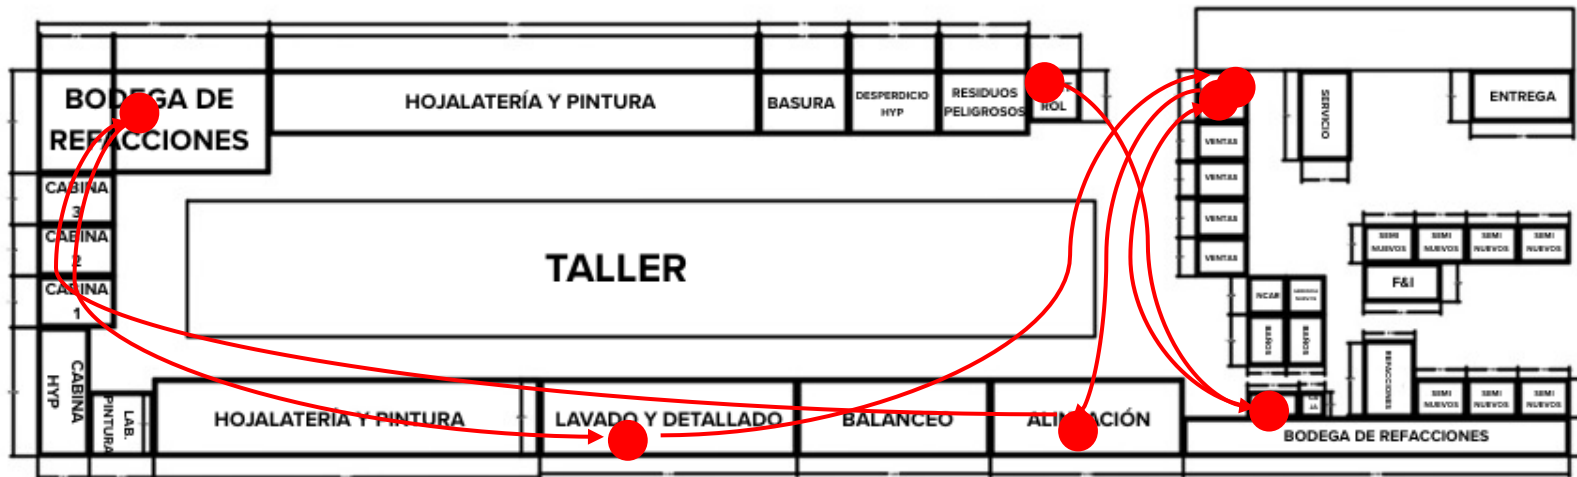 BODEGA DE
REFACCIONES
HOJALATERÍA Y PINTURA
BASURA
DESPERDICIO
HYP
RESIDUOS
PELIGROSOS
ROL
SERVICIO
ENTREGA
VENTAS
VENTAS
VENTAS
VENTAS
CABINA
3
CABINA
2
CABINA
1
TALLER
SEMI
NUEVOS
SEMI
NUEVOS
SEMI
NUEVOS
SEMI
NUEVOS
F&I
NCAR
BAÑOS
BAÑOS
REFACCIONES
SEMI
NUEVOS
SEMI
NUEVOS
SEMI
NUEVOS
CABINA
HYP
LAB.
PINTURA
HOJALATERÍA Y PINTURA
LAVADO Y DETALLADO
BALANCEO
ALINEACIÓN
BODEGA DE REFACCIONES